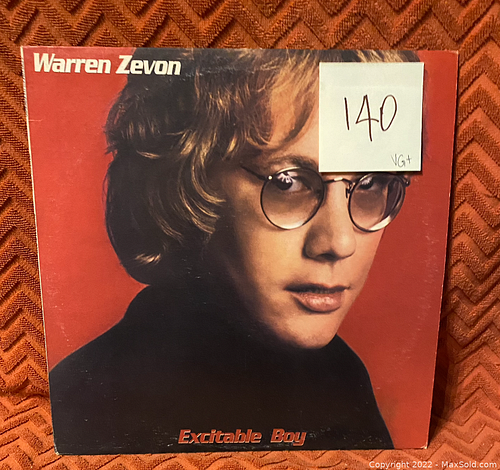 Warren Zevon
140
VG+
Excitable Boy
Copyright 2022 - MaxSold.com